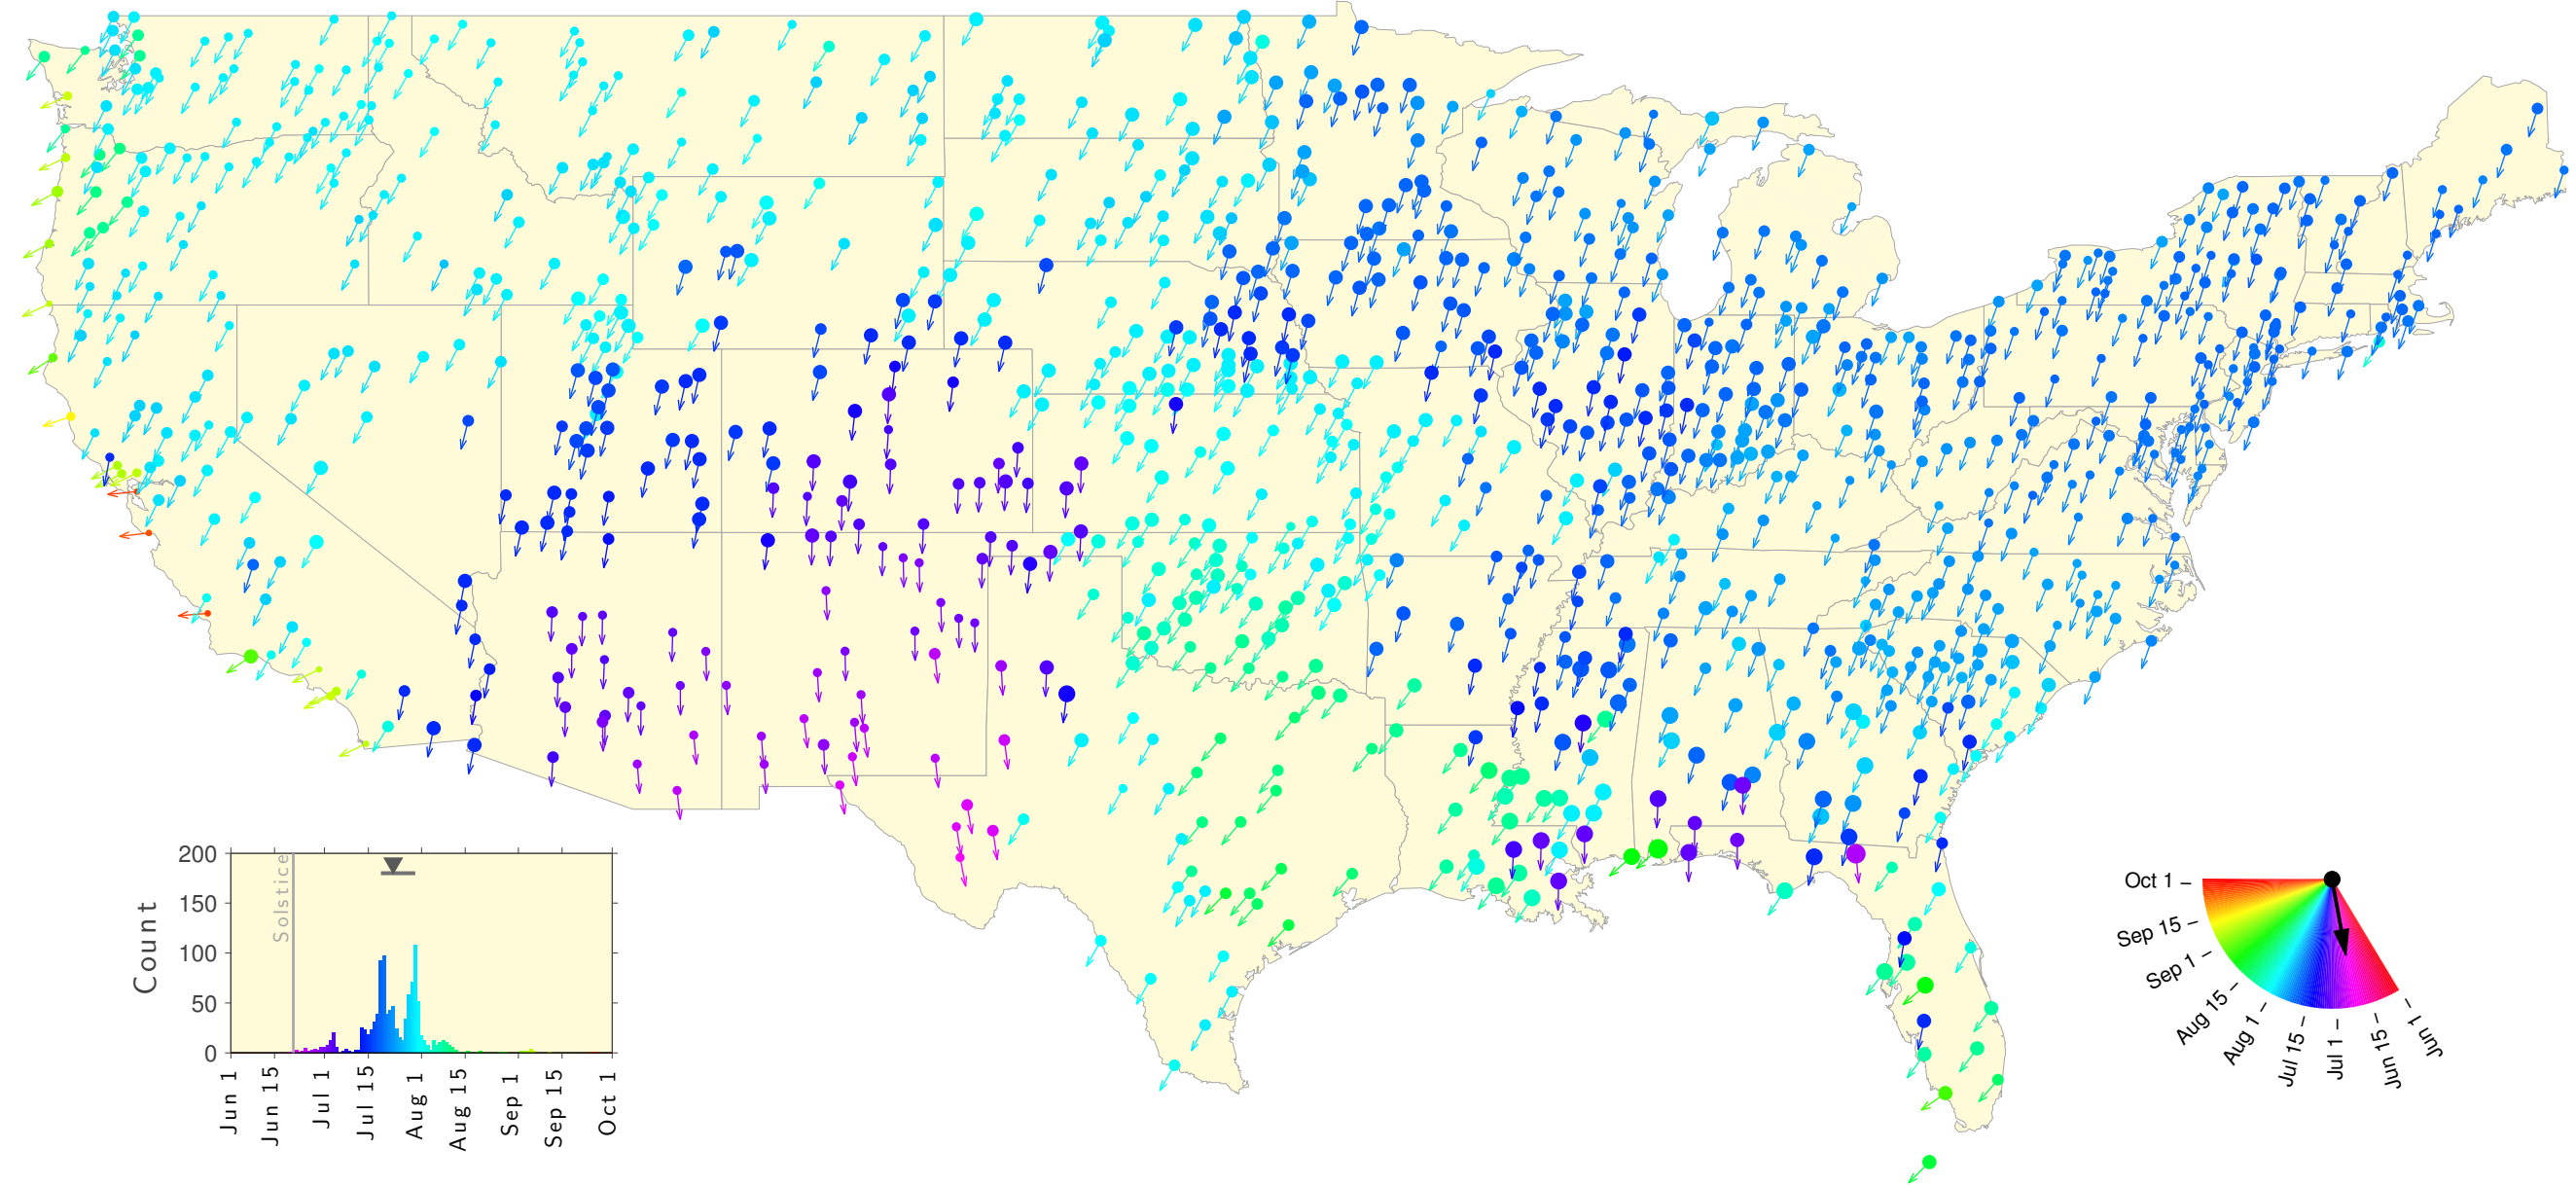 200
150
100
50
0
Count
Solstice
Jun 1
Jun 15
Jul 1
Jul 15
Aug 1
Aug 15
Sep 1
Sep 15
Oct 1
Oct 1 –
Sep 15 –
Sep 1 –
Aug 15 –
Aug 1 –
Jul 15 –
Jul 1 –
Jun 15 –
Jun 1 –